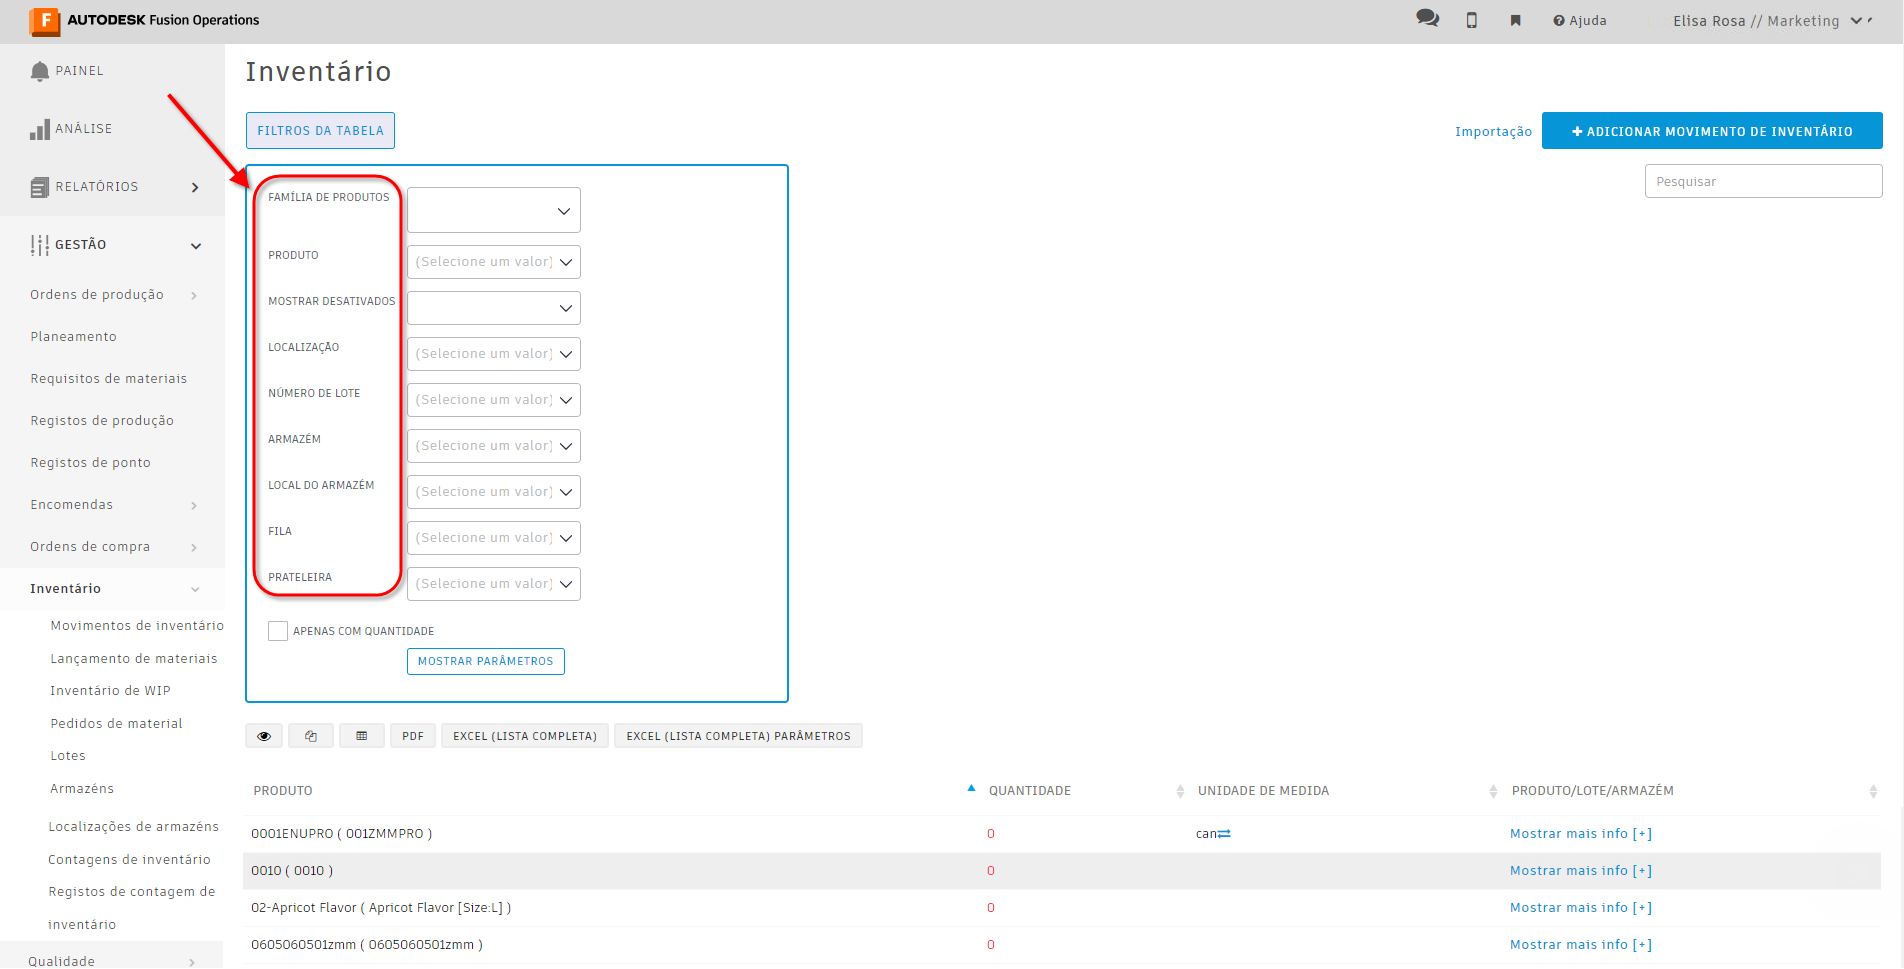 AUTODESK Fusion Operations
Ajuda
Elisa Rosa // Marketing
PAINEL
ANÁLISE
RELATÓRIOS
GESTÃO
Ordens de produção
Planeamento
Requisitos de materiais
Registos de produção
Registos de ponto
Encomendas
Ordens de compra
Inventário
Movimentos de inventário
Lançamento de materiais
Inventário de WIP
Pedidos de material
Lotes
Armazéns
Localizações de armazéns
Contagens de inventário
Registos de contagem de
inventário
Qualidade
Inventário
FILTROS DA TABELA
Importação
+ ADICIONAR MOVIMENTO DE INVENTÁRIO
Pesquisar
FAMÍLIA DE PRODUTOS
PRODUTO (Selecione um valor)
MOSTRAR DESATIVADOS
LOCALIZAÇÃO (Selecione um valor)
NÚMERO DE LOTE (Selecione um valor)
ARMAZÉM (Selecione um valor)
LOCAL DO ARMAZÉM (Selecione um valor)
FILA (Selecione um valor)
PRATELEIRA (Selecione um valor)
APENAS COM QUANTIDADE
MOSTRAR PARÂMETROS
PDF EXCEL (LISTA COMPLETA) EXCEL (LISTA COMPLETA) PARÂMETROS
PRODUTO QUANTIDADE UNIDADE DE MEDIDA PRODUTO/LOTE/ARMAZÉM
0001ENUPRO ( 001ZMMPRO ) 0 can Mostrar mais info [+]
0010 ( 0010 ) 0 Mostrar mais info [+]
02-Apricot Flavor ( Apricot Flavor [Size:L] ) 0 Mostrar mais info [+]
0605060501zmm ( 0605060501zmm ) 0 Mostrar mais info [+]